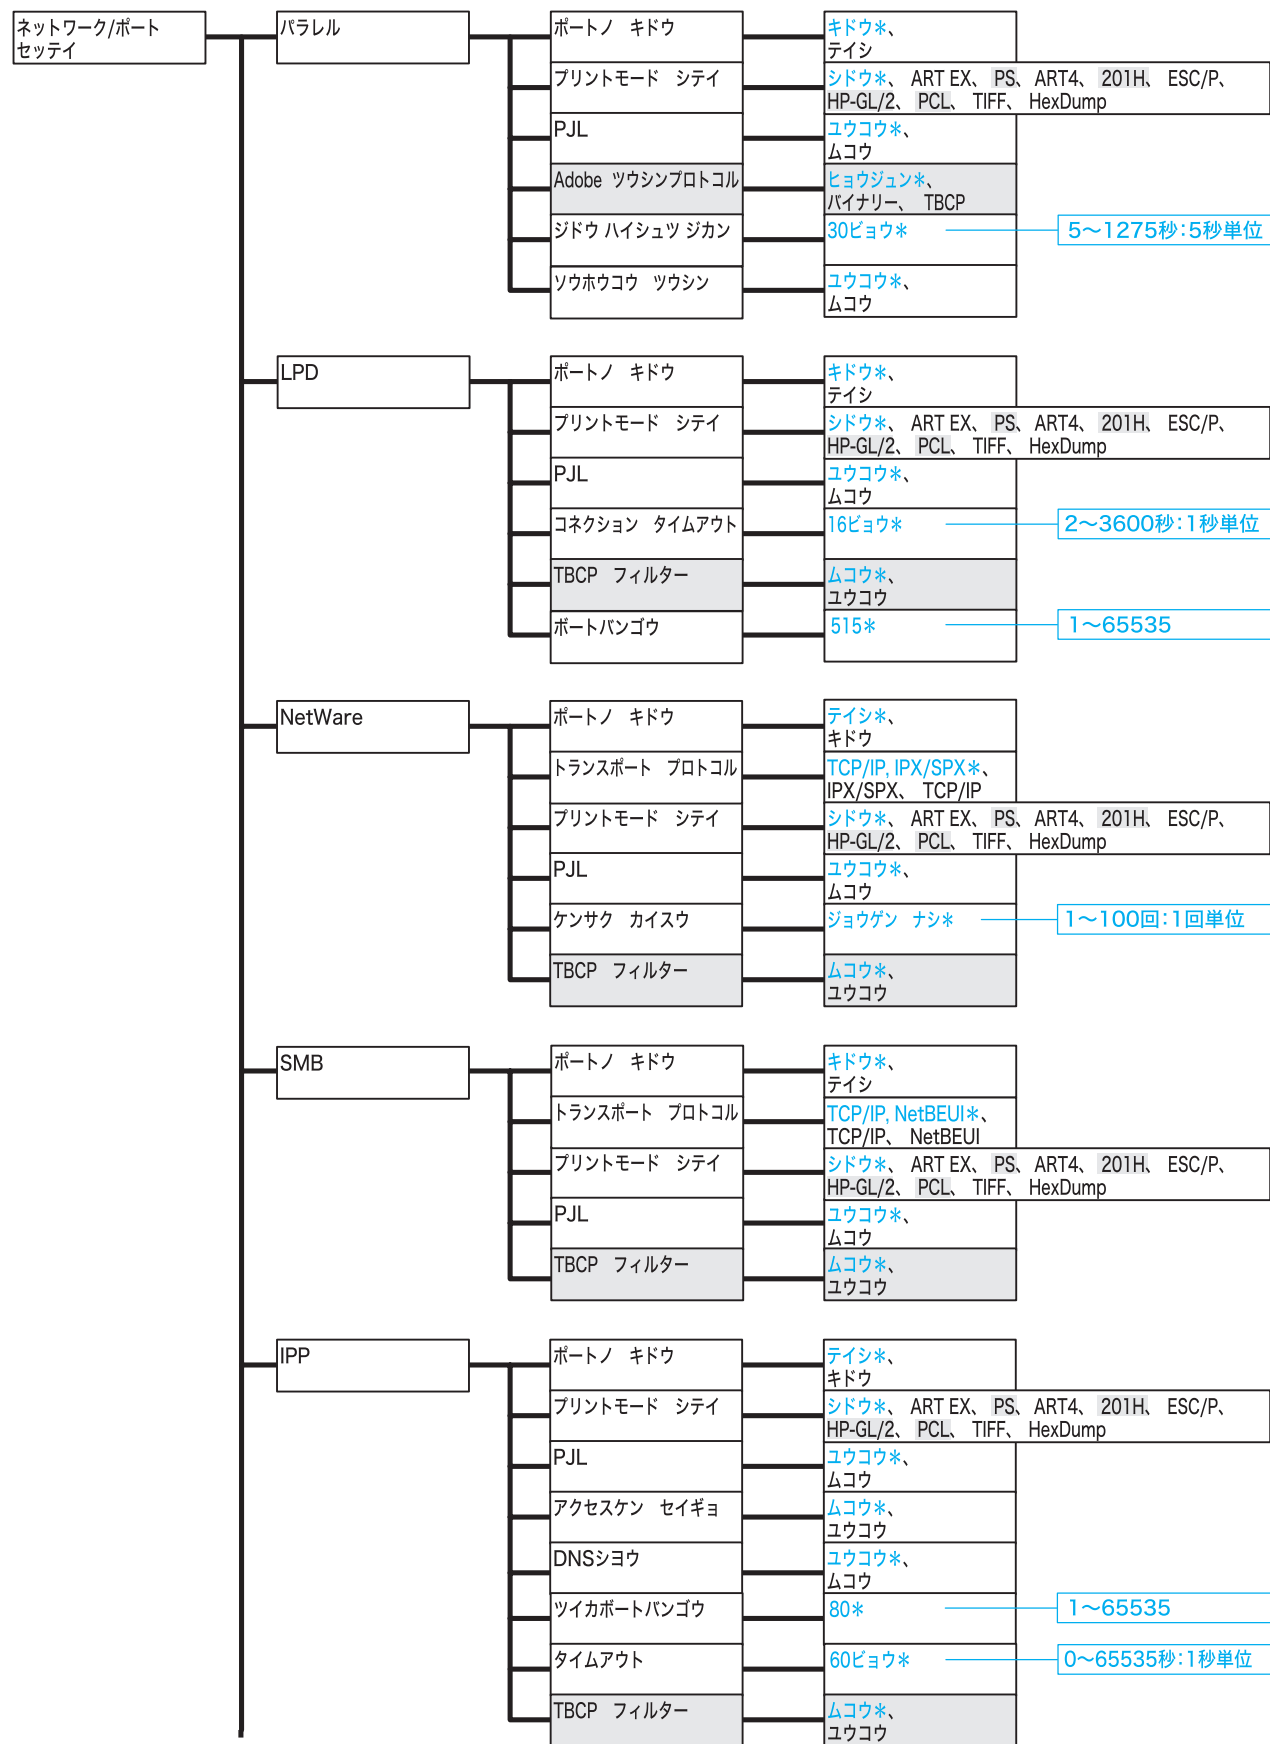 ネットワーク/ポート
セッテイ
パラレル
ポートノ キドウ
キドウ＊、
テイシ
プリントモード シテイ
シドウ＊、 ART EX、 PS、 ART4、 201H、 ESC/P、
HP-GL/2、 PCL、 TIFF、 HexDump
PJL
ユウコウ＊、
ムコウ
Adobe ツウシンプロトコル
ヒョウジュン＊、
バイナリー、 TBCP
ジドウ ハイシュツ ジカン
30ビョウ＊
5〜1275秒：5秒単位
ソウホウコウ ツウシン
ユウコウ＊、
ムコウ
LPD
ポートノ キドウ
キドウ＊、
テイシ
プリントモード シテイ
シドウ＊、 ART EX、 PS、 ART4、 201H、 ESC/P、
HP-GL/2、 PCL、 TIFF、 HexDump
PJL
ユウコウ＊、
ムコウ
コネクション タイムアウト
16ビョウ＊
2〜3600秒：1秒単位
TBCP フィルター
ムコウ＊、
ユウコウ
ポートバンゴウ
515＊
1〜65535
NetWare
ポートノ キドウ
テイシ＊、
キドウ
トランスポート プロトコル
TCP/IP, IPX/SPX＊、
IPX/SPX、 TCP/IP
プリントモード シテイ
シドウ＊、 ART EX、 PS、 ART4、 201H、 ESC/P、
HP-GL/2、 PCL、 TIFF、 HexDump
PJL
ユウコウ＊、
ムコウ
ケンサク カイスウ
ジョウゲン ナシ＊
1〜100回：1回単位
TBCP フィルター
ムコウ＊、
ユウコウ
SMB
ポートノ キドウ
キドウ＊、
テイシ
トランスポート プロトコル
TCP/IP, NetBEUI＊、
TCP/IP、 NetBEUI
プリントモード シテイ
シドウ＊、 ART EX、 PS、 ART4、 201H、 ESC/P、
HP-GL/2、 PCL、 TIFF、 HexDump
PJL
ユウコウ＊、
ムコウ
TBCP フィルター
ムコウ＊、
ユウコウ
IPP
ポートノ キドウ
テイシ＊、
キドウ
プリントモード シテイ
シドウ＊、 ART EX、 PS、 ART4、 201H、 ESC/P、
HP-GL/2、 PCL、 TIFF、 HexDump
PJL
ユウコウ＊、
ムコウ
アクセスケン セイギョ
ムコウ＊、
ユウコウ
DNSシヨウ
ユウコウ＊、
ムコウ
ツイカポートバンゴウ
80＊
1〜65535
タイムアウト
60ビョウ＊
0〜65535秒：1秒単位
TBCP フィルター
ムコウ＊、
ユウコウ